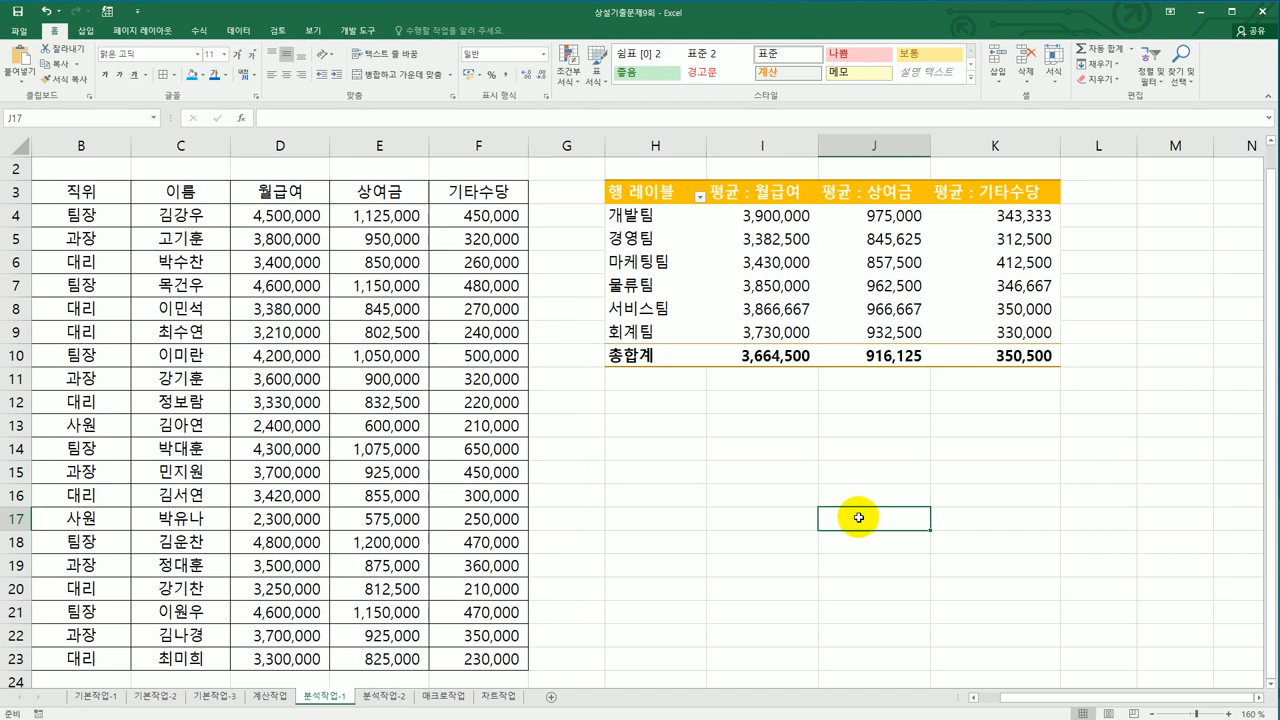 상설기출문제9회 - Excel
파일 홈 삽입 페이지 레이아웃 수식 데이터 검토 보기 개발 도구 수행할 작업을 알려 주세요. 공유
붙여넣기 잘라내기 복사 서식 복사 클립보드
맑은 고딕 11 가 가 가 가 가 글꼴
텍스트 줄 바꿈 병합하고 가운데 맞춤 맞춤
일반 % 표시 형식
조건부 서식 표 서식 쉼표 [0] 2 표준 2 표준 나쁨 보통
좋음 경고문 계산 메모 설명 텍스트 스타일
삽입 삭제 서식 셀
자동 합계 채우기 지우기 정렬 및 필터 찾기 및 선택 편집
J17 fx
B C D E F G H I J K L M N
2
3 직위 이름 월급여 상여금 기타수당 행 레이블 평균 : 월급여 평균 : 상여금 평균 : 기타수당
4 팀장 김강우 4,500,000 1,125,000 450,000 개발팀 3,900,000 975,000 343,333
5 과장 고기훈 3,800,000 950,000 320,000 경영팀 3,382,500 845,625 312,500
6 대리 박수찬 3,400,000 850,000 260,000 마케팅팀 3,430,000 857,500 412,500
7 팀장 목건우 4,600,000 1,150,000 480,000 물류팀 3,850,000 962,500 346,667
8 대리 이민석 3,380,000 845,000 270,000 서비스팀 3,866,667 966,667 350,000
9 대리 최수연 3,210,000 802,500 240,000 회계팀 3,730,000 932,500 330,000
10 팀장 이미란 4,200,000 1,050,000 500,000 총합계 3,664,500 916,125 350,500
11 과장 강기훈 3,600,000 900,000 320,000
12 대리 정보람 3,330,000 832,500 220,000
13 사원 김아연 2,400,000 600,000 210,000
14 팀장 박대훈 4,300,000 1,075,000 650,000
15 과장 민지원 3,700,000 925,000 450,000
16 대리 김서연 3,420,000 855,000 300,000
17 사원 박유나 2,300,000 575,000 250,000
18 팀장 김운찬 4,800,000 1,200,000 470,000
19 과장 정대훈 3,500,000 875,000 360,000
20 대리 강기찬 3,250,000 812,500 210,000
21 팀장 이원우 4,600,000 1,150,000 470,000
22 과장 김나경 3,700,000 925,000 350,000
23 대리 최미희 3,300,000 825,000 230,000
24
기본작업-1 기본작업-2 기본작업-3 계산작업 분석작업-1 분석작업-2 매크로작업 차트작업
준비 160 %